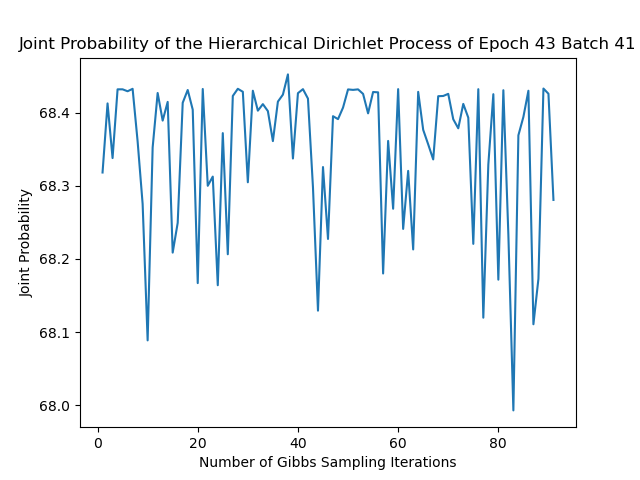 Joint Probability of the Hierarchical Dirichlet Process of Epoch 43 Batch 41
68.4
68.3
68.2
68.1
68.0
Joint Probability
0 20 40 60 80
Number of Gibbs Sampling Iterations